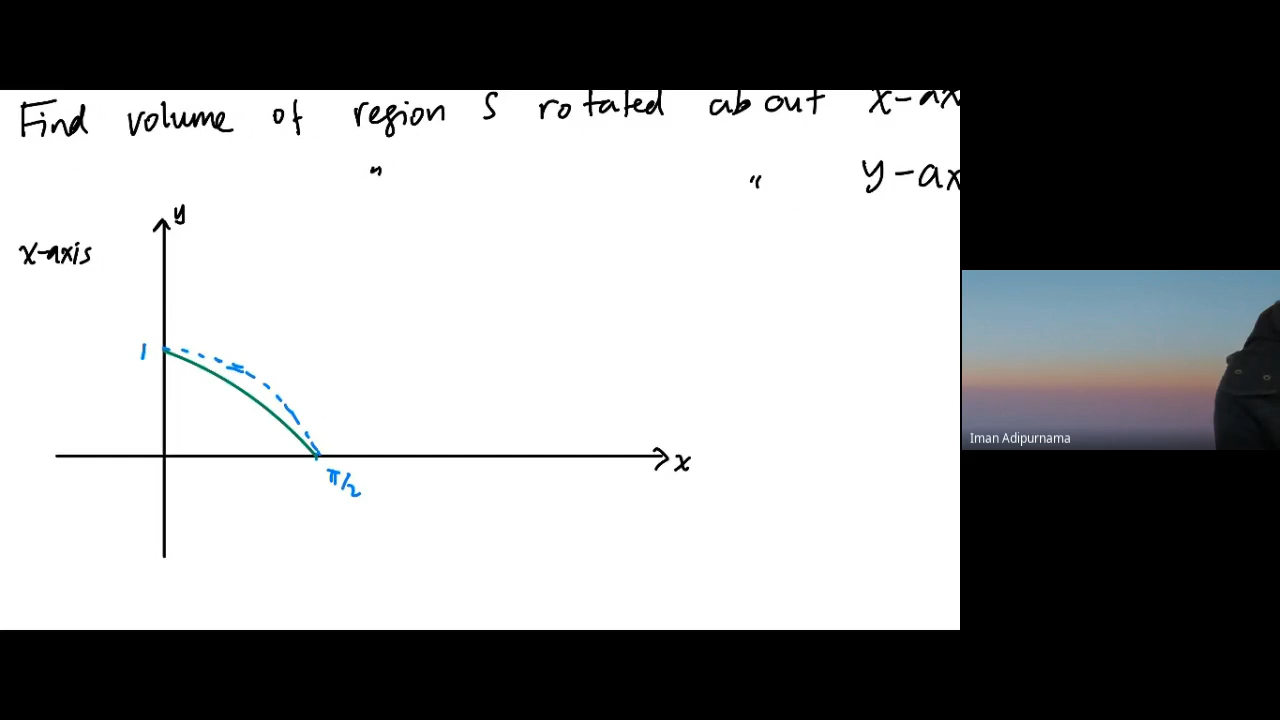 Find volume of region S rotated about x-ax
" " y-ax
y
x-axis
1
x
π/2
Iman Adipurnama